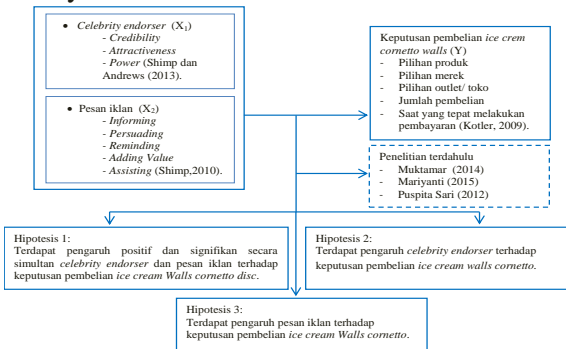 • Celebrity endorser (X₁)
- Credibility
- Attractiveness
- Power (Shimp dan
Andrews (2013).
• Pesan iklan (X₂)
- Informing
- Persuading
- Reminding
- Adding Value
- Assisting (Shimp,2010).
Keputusan pembelian ice crem
cornetto walls (Y)
- Pilihan produk
- Pilihan merek
- Pilihan outlet/ toko
- Jumlah pembelian
- Saat yang tepat melakukan
pembayaran (Kotler, 2009).
Penelitian terdahulu
- Muktamar (2014)
- Mariyanti (2015)
- Puspita Sari (2012)
Hipotesis 1:
Terdapat pengaruh positif dan signifikan secara
simultan celebrity endorser dan pesan iklan terhadap
keputusan pembelian ice cream Walls cornetto disc.
Hipotesis 2:
Terdapat pengaruh celebrity endorser terhadap
keputusan pembelian ice cream walls cornetto.
Hipotesis 3:
Terdapat pengaruh pesan iklan terhadap
keputusan pembelian ice cream Walls cornetto.